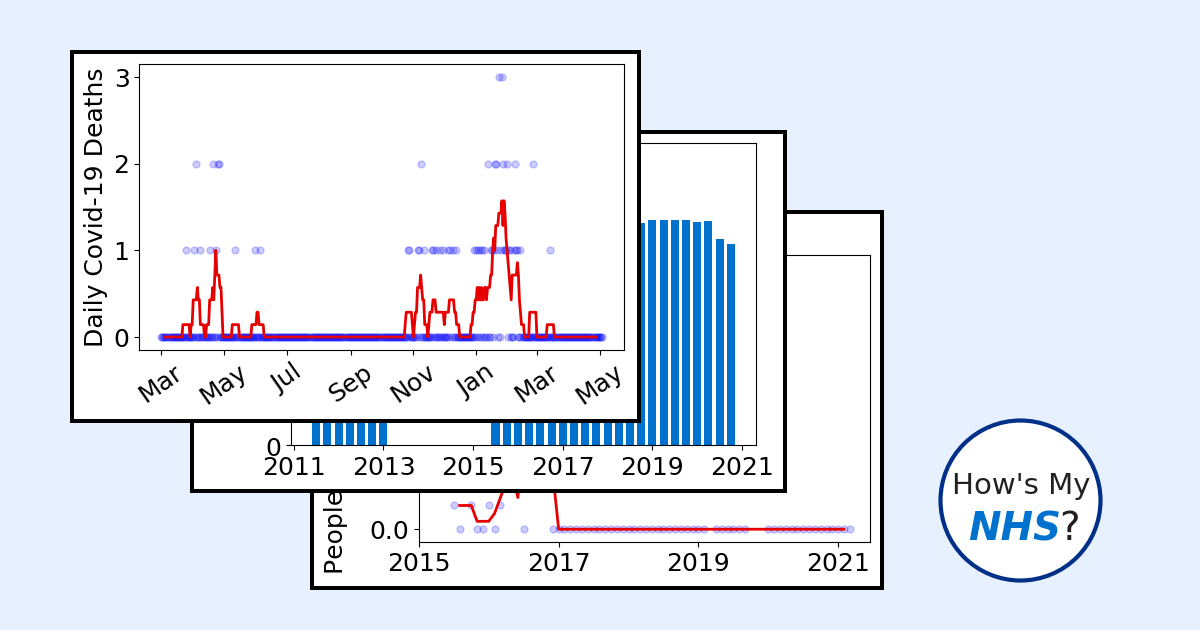 Daily Covid-19 Deaths
3
2
1
0
Mar May Jul Sep Nov Jan Mar May
0
2011 2013 2015 2017 2019 2021
People
0.0
2015 2017 2019 2021
How's My
NHS?